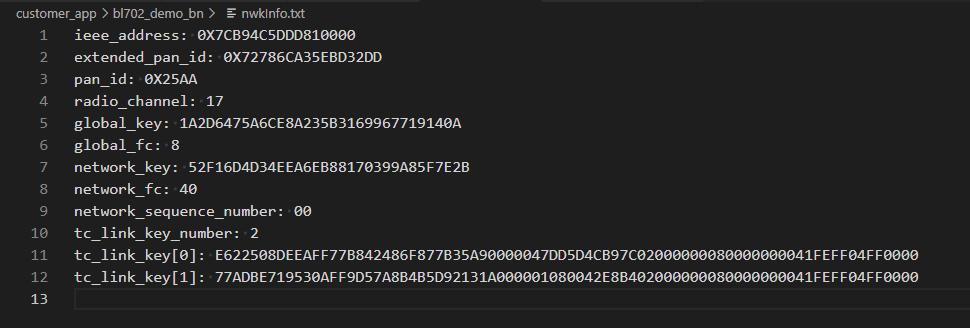 customer_app > bl702_demo_bn > nwkInfo.txt
1 ieee_address: 0X7CB94C5DDD810000
2 extended_pan_id: 0X72786CA35EBD32DD
3 pan_id: 0X25AA
4 radio_channel: 17
5 global_key: 1A2D6475A6CE8A235B3169967719140A
6 global_fc: 8
7 network_key: 52F16D4D34EEA6EB88170399A85F7E2B
8 network_fc: 40
9 network_sequence_number: 00
10 tc_link_key_number: 2
11 tc_link_key[0]: E622508DEEAFF77B842486F877B35A90000047DD5D4CB97C02000000080000000041FEFF04FF0000
12 tc_link_key[1]: 77ADBE719530AFF9D57A8B4B5D92131A000001080042E8B402000000080000000041FEFF04FF0000
13